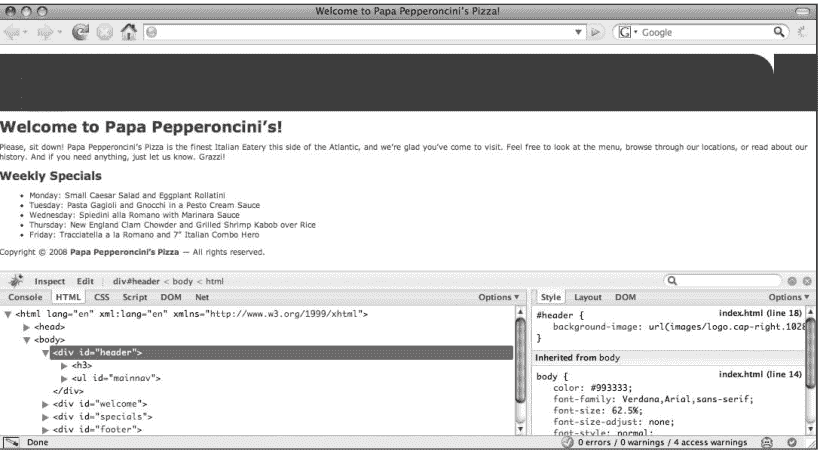 Welcome to Papa Pepperoncini's Pizza!
G Google
Welcome to Papa Pepperoncini's!
Please, sit down! Papa Pepperoncini's Pizza is the finest Italian Eatery this side of the Atlantic, and we're glad you've come to visit. Feel free to look at the menu, browse through our locations, or read about our
history. And if you need anything, just let us know. Grazzi!
Weekly Specials
• Monday: Small Caesar Salad and Eggplant Rollatini
• Tuesday: Pasta Gagioli and Gnocchi in a Pesto Cream Sauce
• Wednesday: Spiedini alla Romano with Marinara Sauce
• Thursday: New England Clam Chowder and Grilled Shrimp Kabob over Rice
• Friday: Tracciatella a la Romano and 7" Italian Combo Hero
Copyright © 2008 Papa Pepperoncini's Pizza — All rights reserved.
Inspect Edit div#header < body < html
Console HTML CSS Script DOM Net Options
<html lang="en" xml:lang="en" xmlns="http://www.w3.org/1999/xhtml">
<head>
<body>
<div id="header">
<h3>
<ul id="mainnav">
</div>
<div id="welcome">
<div id="specials">
<div id="footer">
Style Layout DOM Options
#header { index.html (line 18)
background-image: url(images/logo.cap-right.1028
}
Inherited from body
body { index.html (line 14)
color: #993333;
font-family: Verdana,Arial,sans-serif;
font-size: 62.5%;
font-size-adjust: none;
font-style: normal;
Done 0 errors / 0 warnings / 4 access warnings